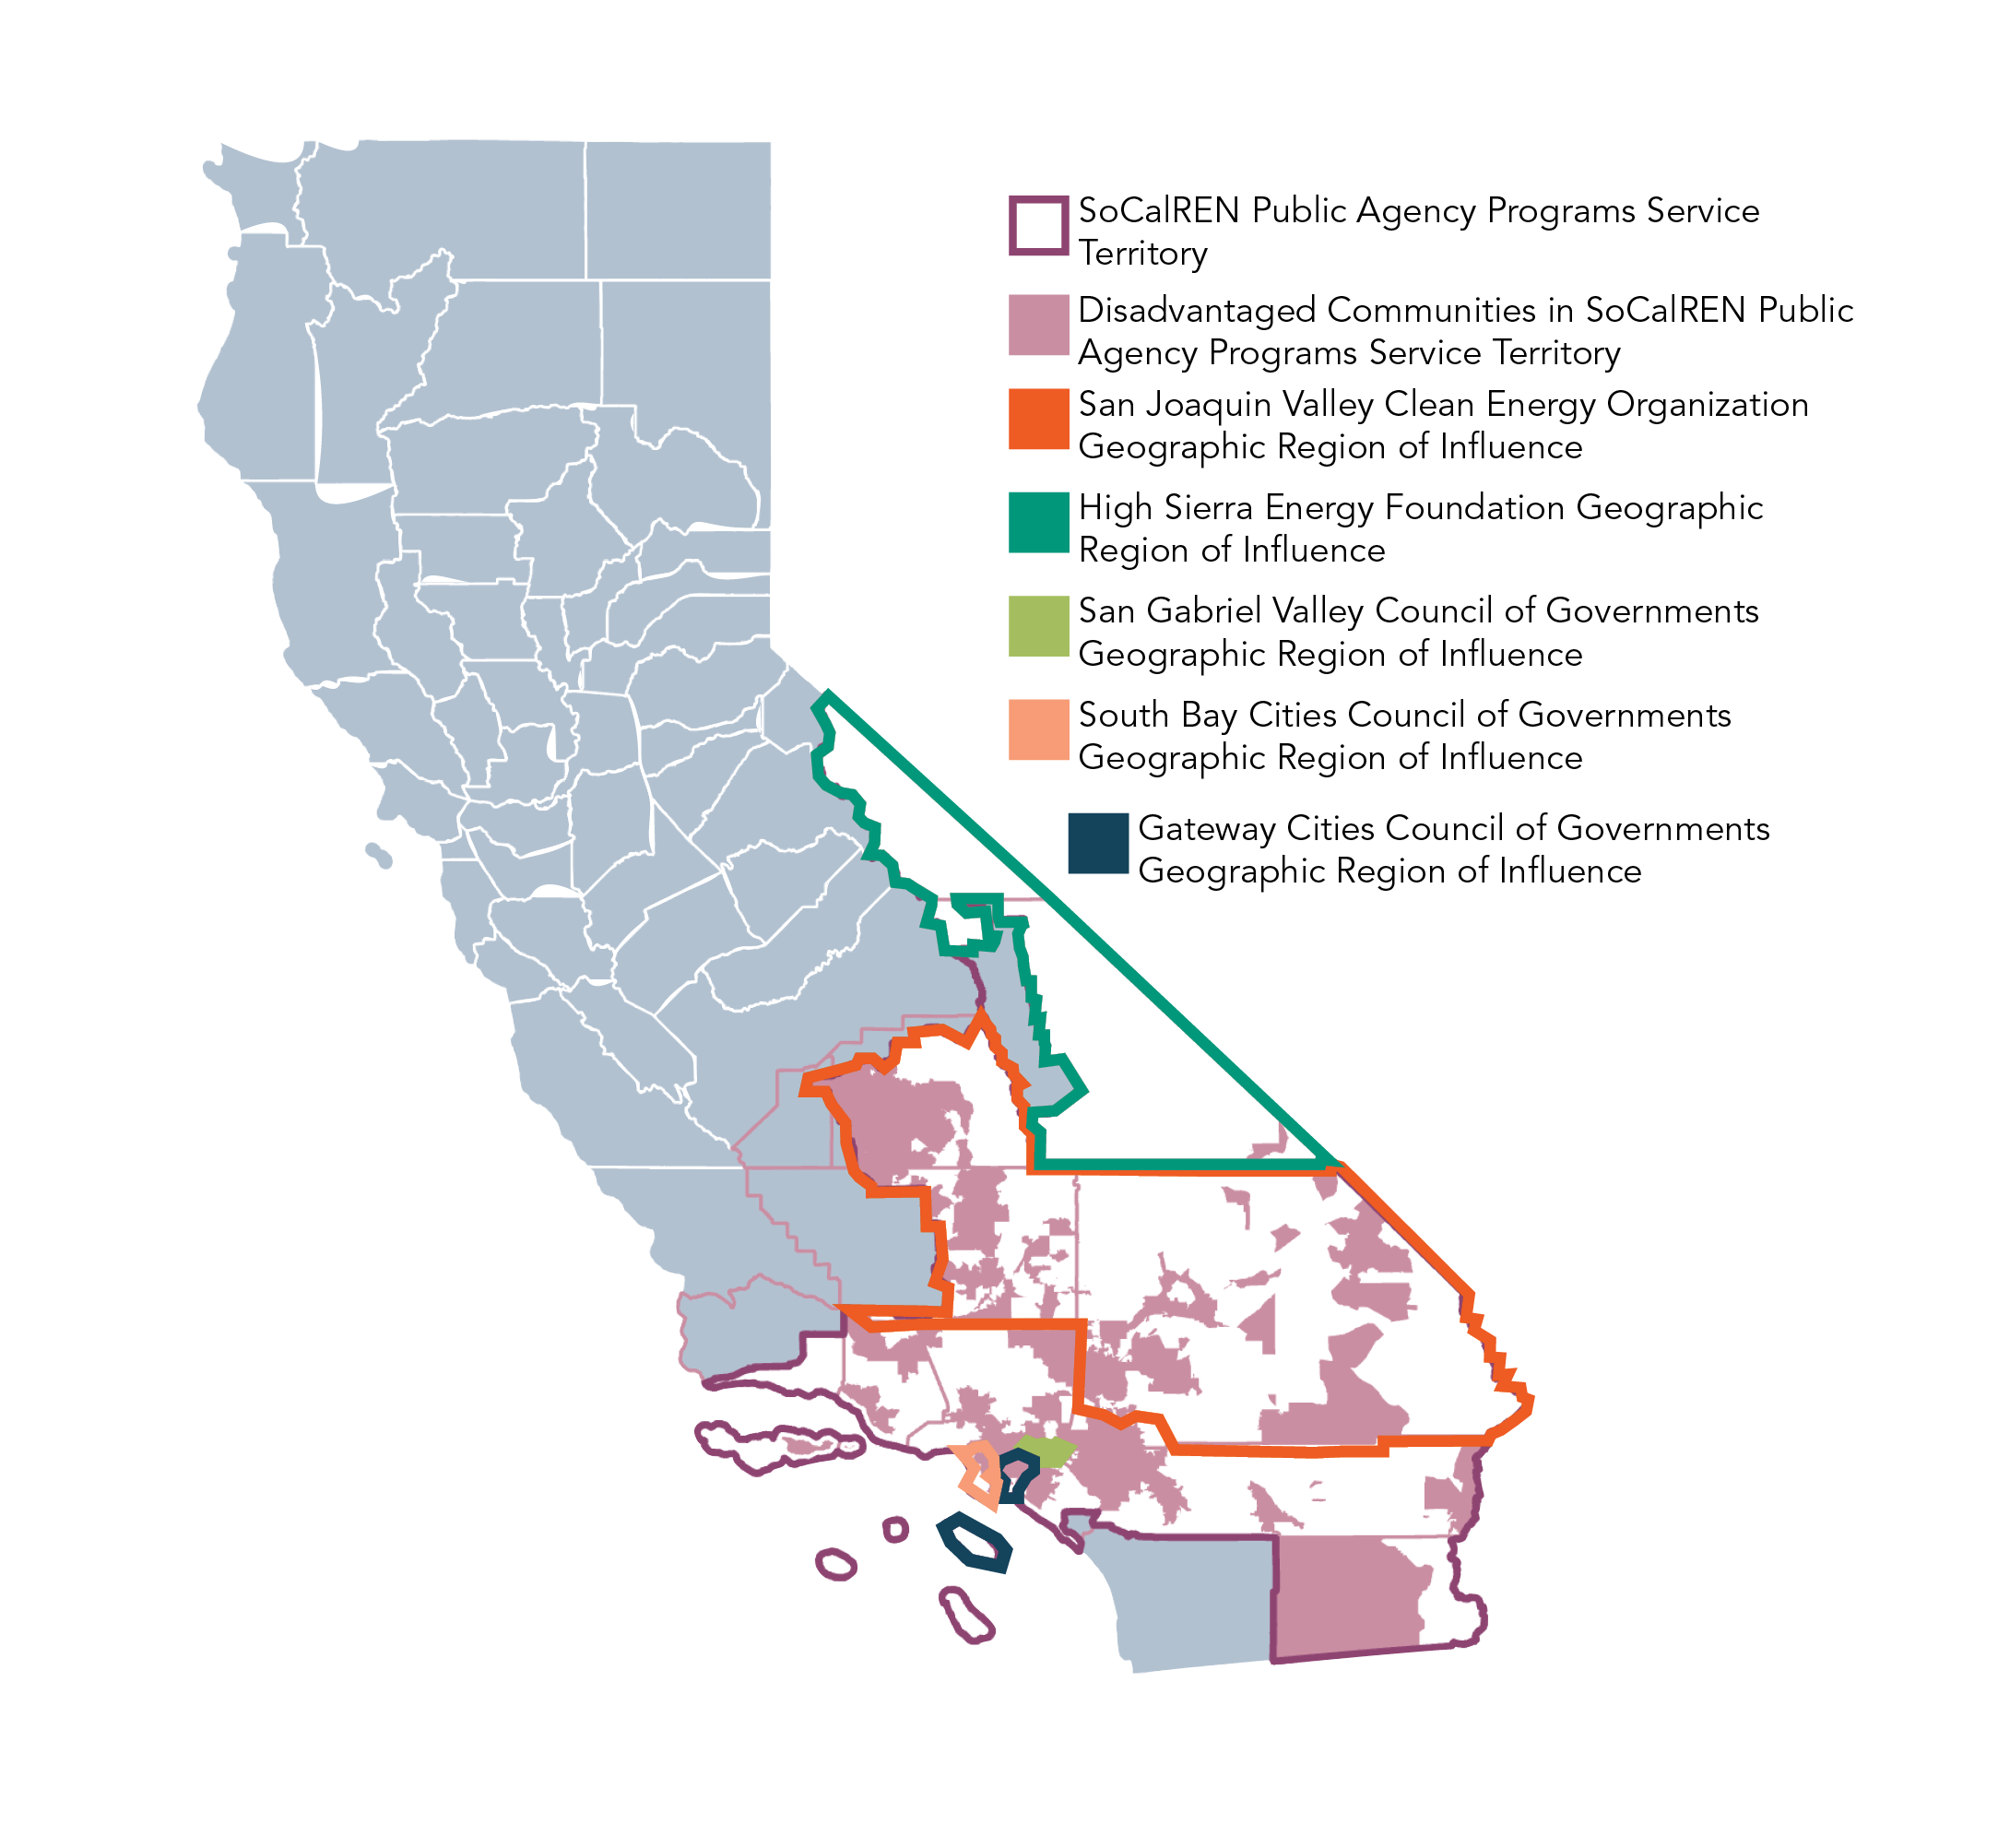 SoCalREN Public Agency Programs Service
Territory
Disadvantaged Communities in SoCalREN Public
Agency Programs Service Territory
San Joaquin Valley Clean Energy Organization
Geographic Region of Influence
High Sierra Energy Foundation Geographic
Region of Influence
San Gabriel Valley Council of Governments
Geographic Region of Influence
South Bay Cities Council of Governments
Geographic Region of Influence
Gateway Cities Council of Governments
Geographic Region of Influence